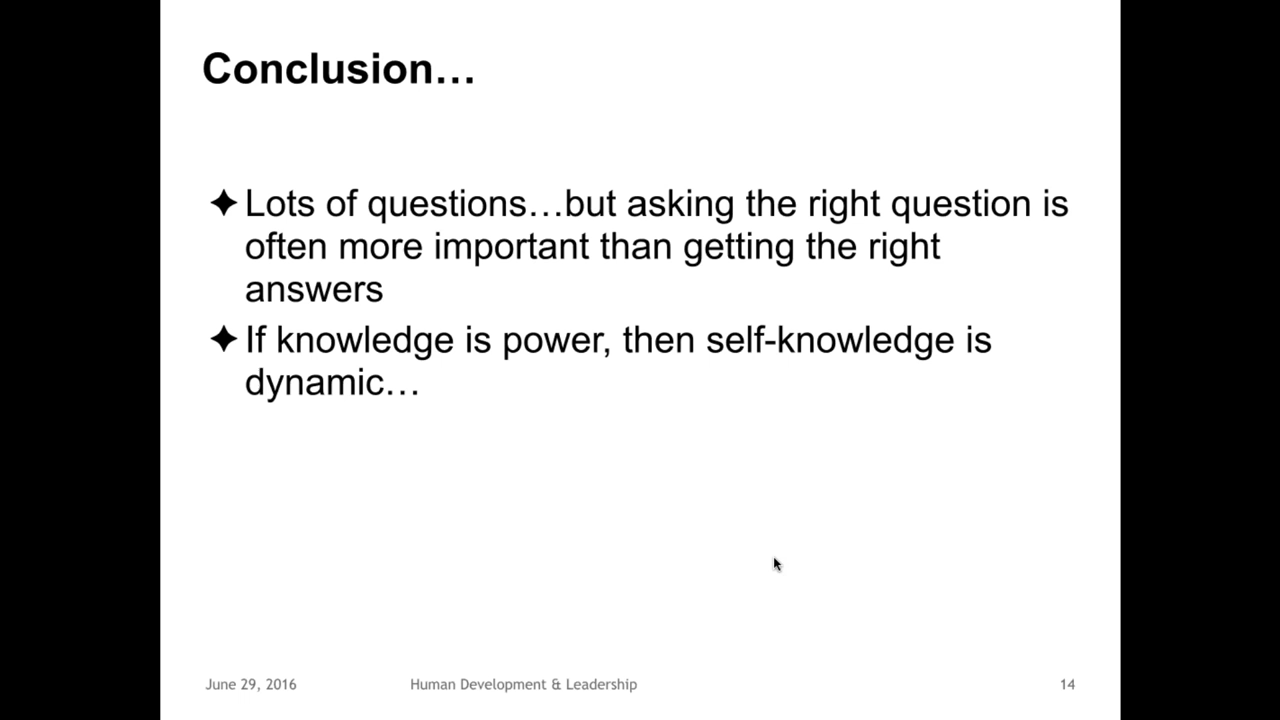 Conclusion…
✦Lots of questions…but asking the right question is
often more important than getting the right
answers
✦If knowledge is power, then self-knowledge is
dynamic…
June 29, 2016 Human Development & Leadership 14